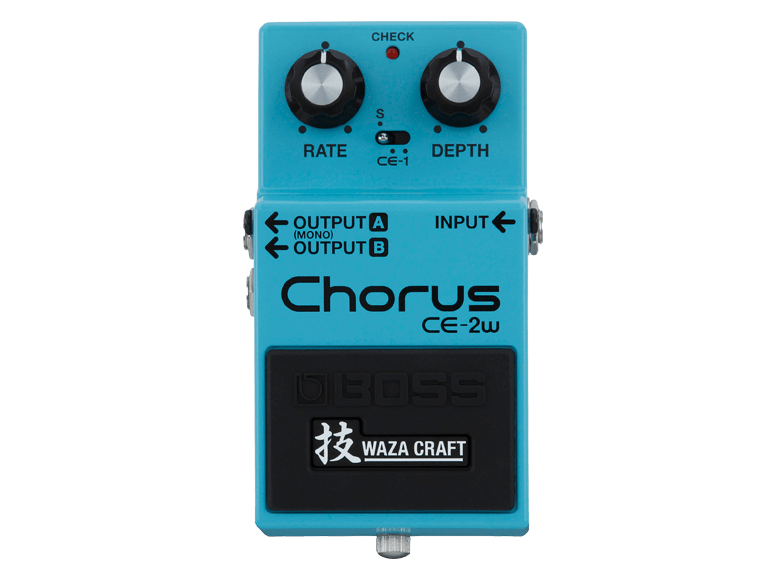 CHECK
S
RATE
CE-1
DEPTH
OUTPUT A
(MONO)
OUTPUT B
INPUT
Chorus
CE-2w
BOSS
技 WAZA CRAFT